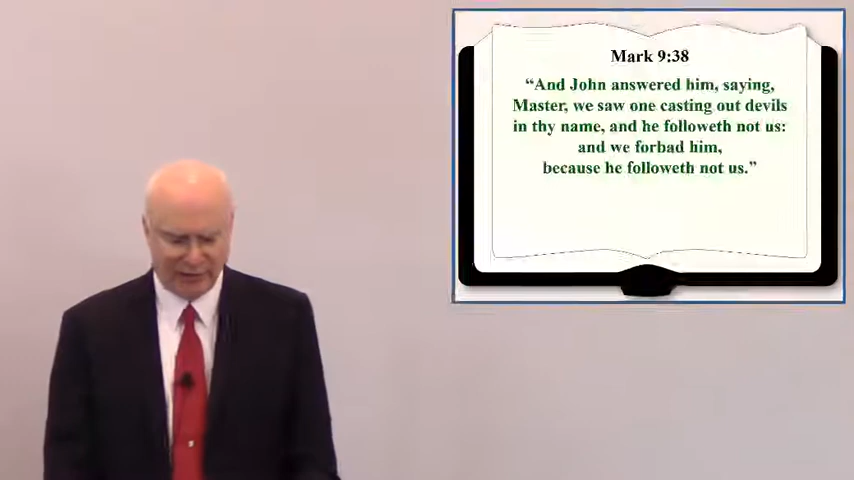 Mark 9:38
“And John answered him, saying,
Master, we saw one casting out devils
in thy name, and he followeth not us:
and we forbad him,
because he followeth not us.”